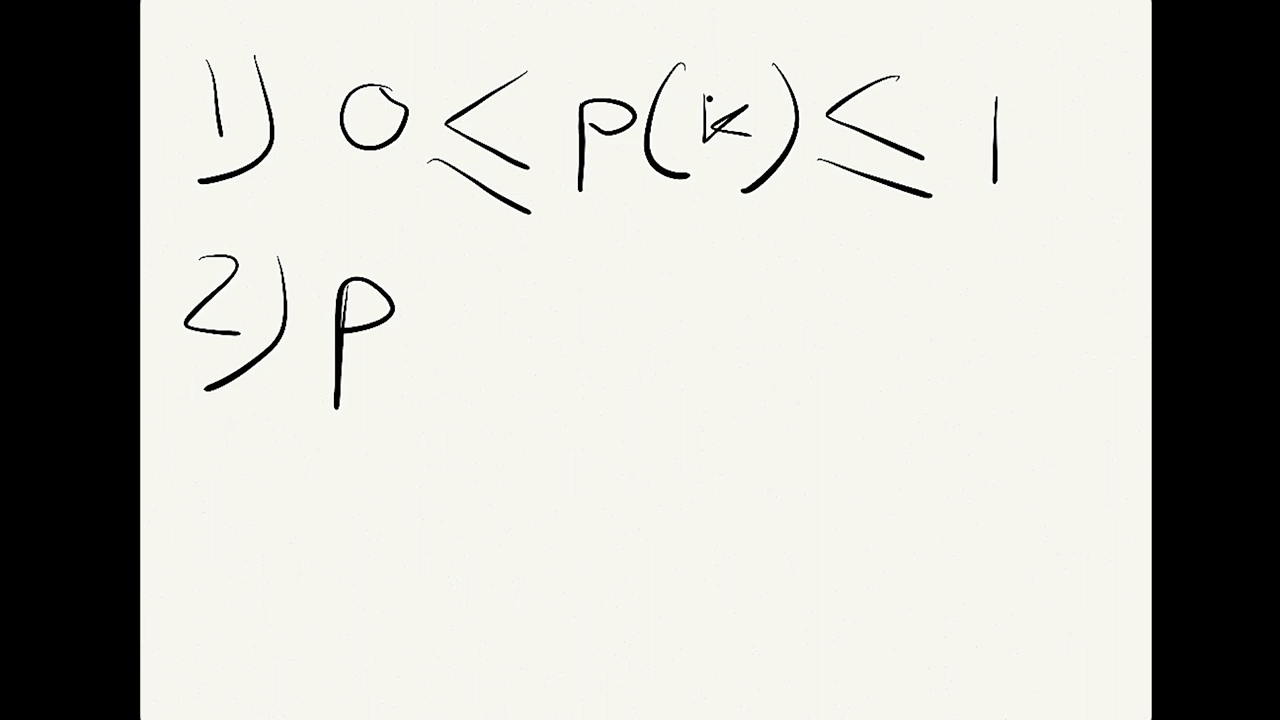 1) 0 ≤ p(k) ≤ 1
2) p